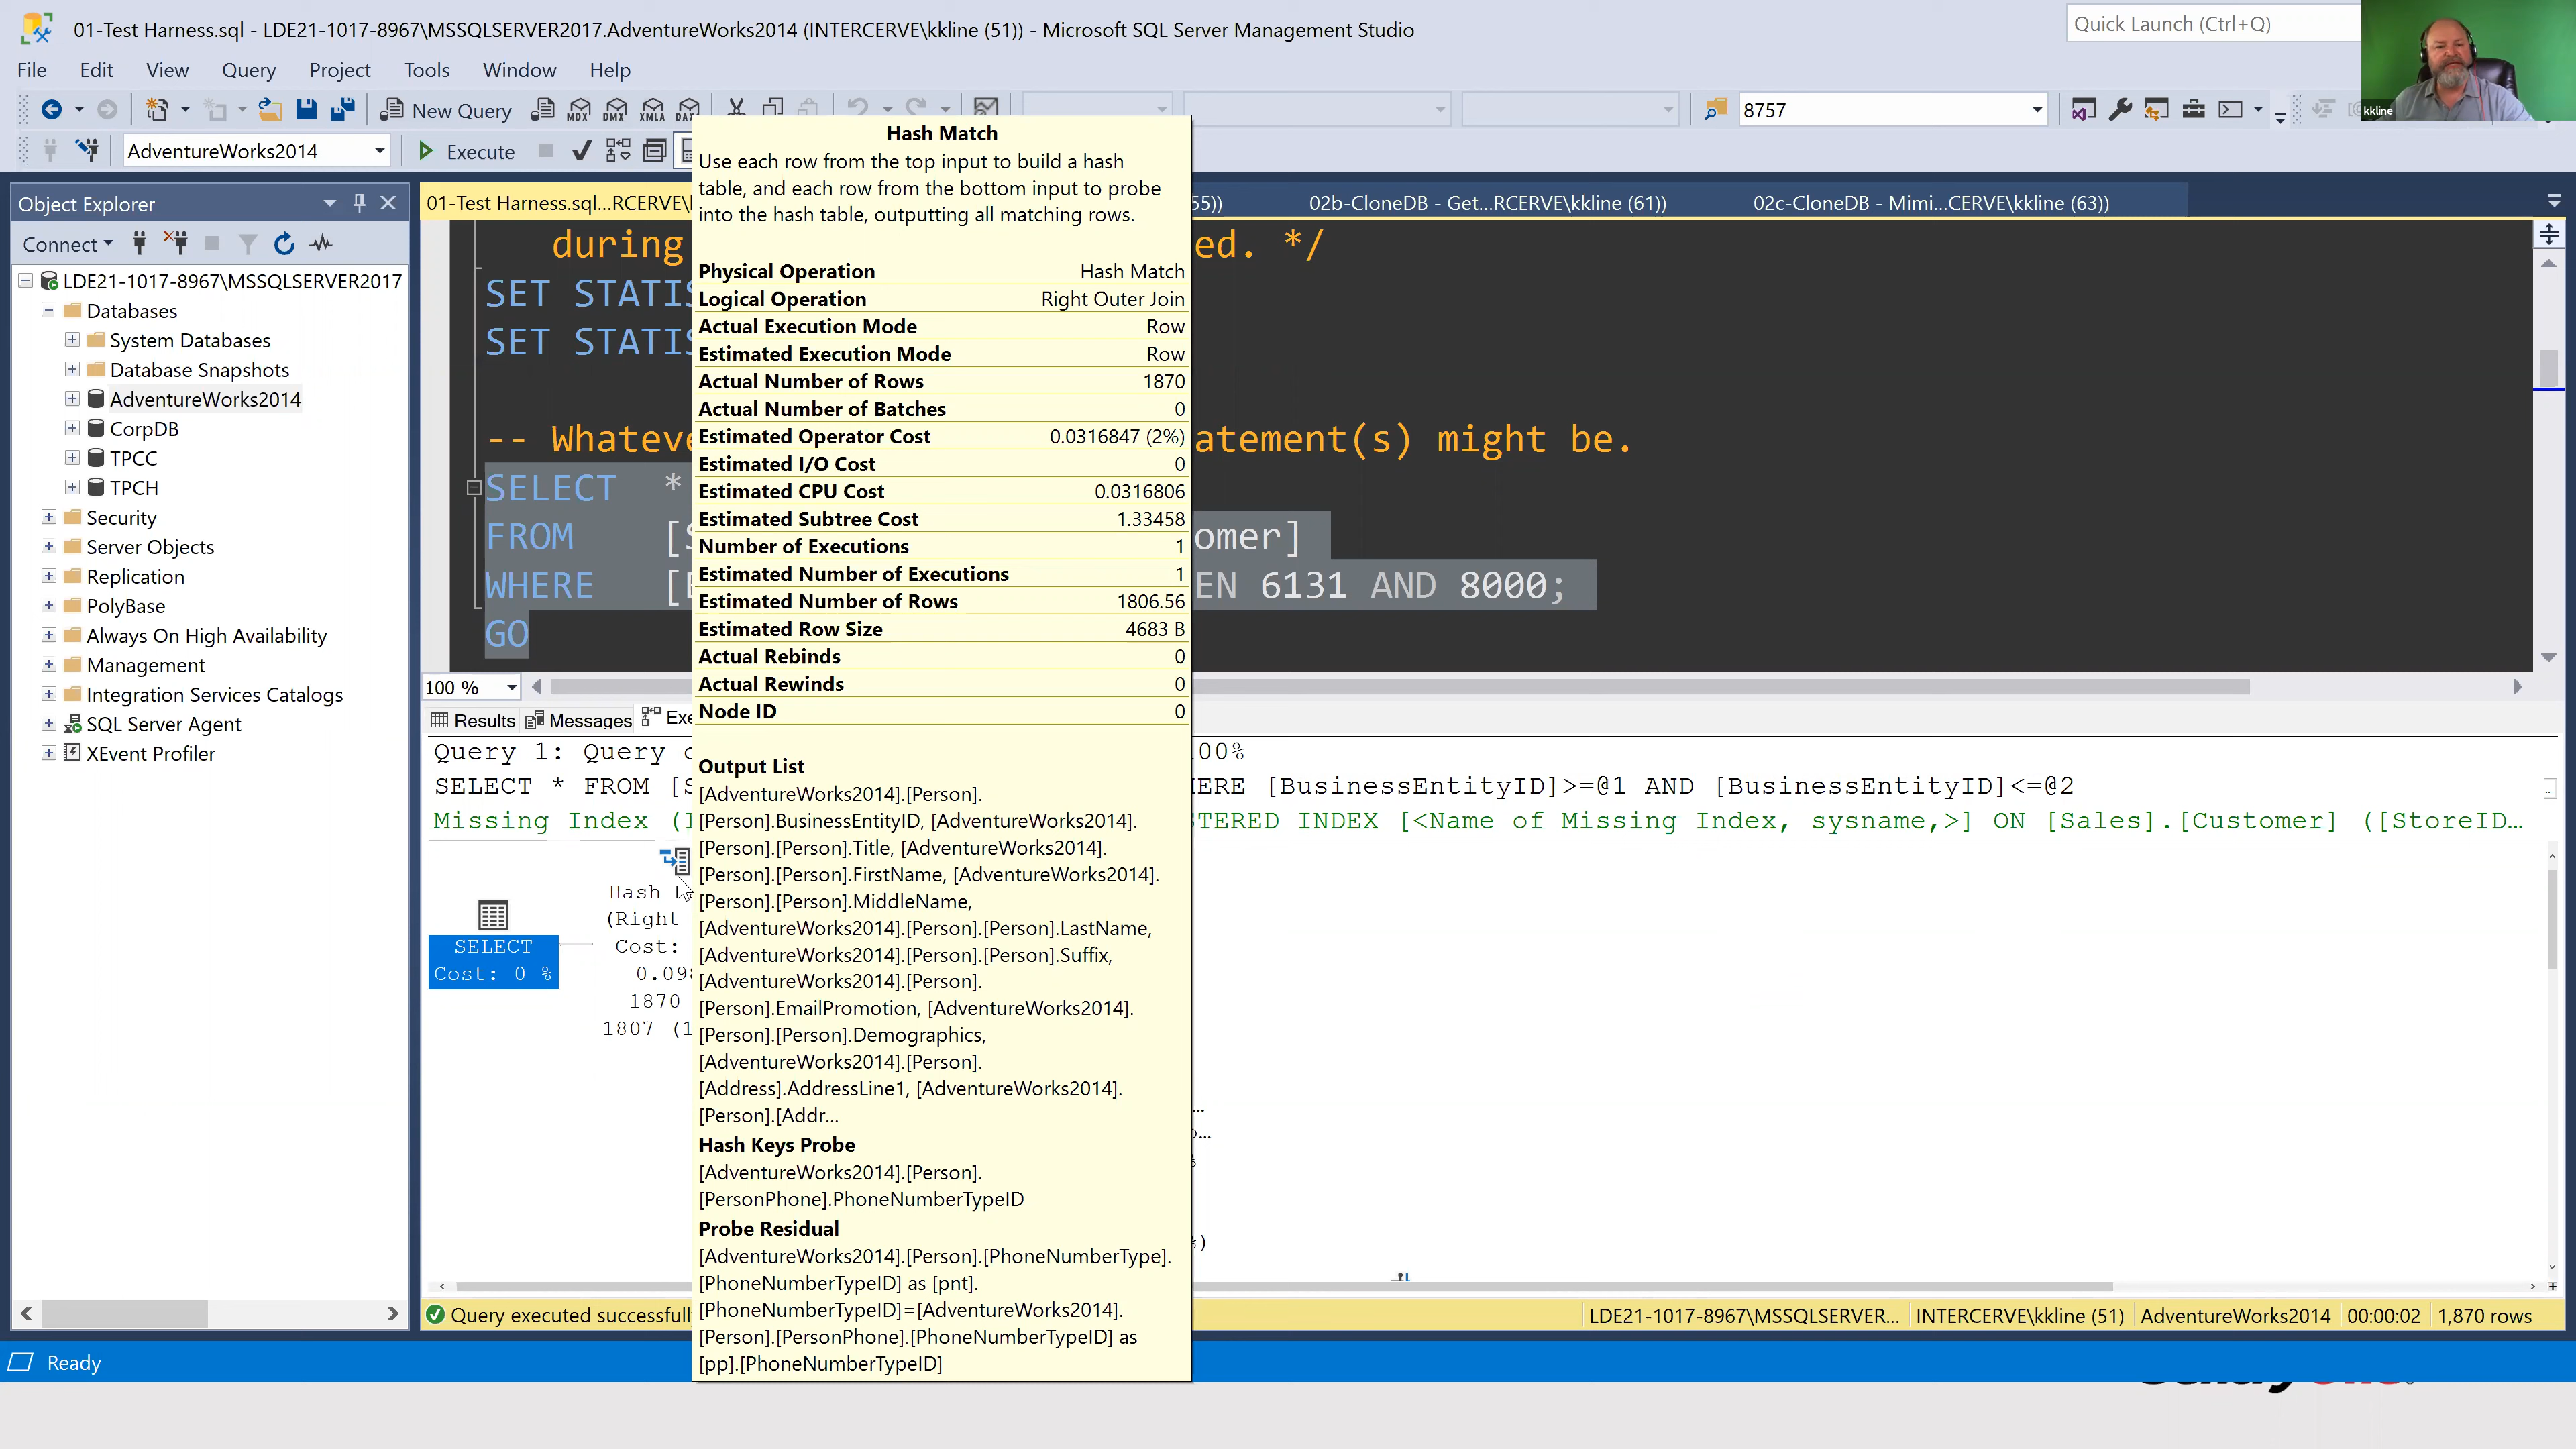 01-Test Harness.sql - LDE21-1017-8967\MSSQLSERVER2017.AdventureWorks2014 (INTERCERVE\kkline (51)) - Microsoft SQL Server Management Studio
Quick Launch (Ctrl+Q)
kkline
File Edit View Query Project Tools Window Help
New Query MDX DMX XMLA DAX 8757
AdventureWorks2014 Execute
Object Explorer
Connect
LDE21-1017-8967\MSSQLSERVER2017
Databases
System Databases
Database Snapshots
AdventureWorks2014
CorpDB
TPCC
TPCH
Security
Server Objects
Replication
PolyBase
Always On High Availability
Management
Integration Services Catalogs
SQL Server Agent
XEvent Profiler
01-Test Harness.sql...RCERVE\ 55)) 02b-CloneDB - Get...RCERVE\kkline (61)) 02c-CloneDB - Mimi...CERVE\kkline (63))
during ed. */
SET STATIS
SET STATIS
-- Whateve atement(s) might be.
SELECT *
FROM [S omer]
WHERE [B EN 6131 AND 8000;
GO
100 %
Results Messages Exe
Query 1: Query c 00%
SELECT * FROM [S HERE [BusinessEntityID]>=@1 AND [BusinessEntityID]<=@2
Missing Index (I STERED INDEX [<Name of Missing Index, sysname,>] ON [Sales].[Customer] ([StoreID...
SELECT
Cost: 0 %
Hash
(Right
Cost:
0.098
1870
1807 (1
Hash Match
Use each row from the top input to build a hash
table, and each row from the bottom input to probe
into the hash table, outputting all matching rows.
Physical Operation Hash Match
Logical Operation Right Outer Join
Actual Execution Mode Row
Estimated Execution Mode Row
Actual Number of Rows 1870
Actual Number of Batches 0
Estimated Operator Cost 0.0316847 (2%)
Estimated I/O Cost 0
Estimated CPU Cost 0.0316806
Estimated Subtree Cost 1.33458
Number of Executions 1
Estimated Number of Executions 1
Estimated Number of Rows 1806.56
Estimated Row Size 4683 B
Actual Rebinds 0
Actual Rewinds 0
Node ID 0
Output List
[AdventureWorks2014].[Person].
[Person].BusinessEntityID, [AdventureWorks2014].
[Person].[Person].Title, [AdventureWorks2014].
[Person].[Person].FirstName, [AdventureWorks2014].
[Person].[Person].MiddleName,
[AdventureWorks2014].[Person].[Person].LastName,
[AdventureWorks2014].[Person].[Person].Suffix,
[AdventureWorks2014].[Person].
[Person].EmailPromotion, [AdventureWorks2014].
[Person].[Person].Demographics,
[AdventureWorks2014].[Person].
[Address].AddressLine1, [AdventureWorks2014].
[Person].[Addr...
Hash Keys Probe
[AdventureWorks2014].[Person].
[PersonPhone].PhoneNumberTypeID
Probe Residual
[AdventureWorks2014].[Person].[PhoneNumberType].
[PhoneNumberTypeID] as [pnt].
[PhoneNumberTypeID]=[AdventureWorks2014].
[Person].[PersonPhone].[PhoneNumberTypeID] as
[pp].[PhoneNumberTypeID]
Query executed successfull LDE21-1017-8967\MSSQLSERVER... INTERCERVE\kkline (51) AdventureWorks2014 00:00:02 1,870 rows
Ready